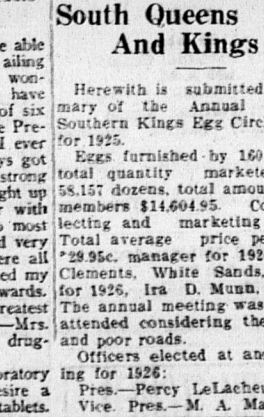 South Queens
And Kings
Herewith is submitted
mary of the Annual
Southern Kings Egg Circ
for 1925.
Eggs furnished by 160
total quantity markete
58,157 dozens, total amou
members $14,604.95. Co
lecting and marketing
Total average price pe
29.95c. manager for 192
Clements, White Sands,
for 1926, Ira D. Munn.
The annual meeting was
attended considering the
and poor roads.
Officers elected at an
ing for 1926:
Pres.—Percy LeLache
Vice. Pres.—M. A. Ma
e able
ailing
won-
have
of six
e Pre-
I ever
ys got
strong
ght up
r with
o most
d very
ere all
ed my
wards.
reatest
—Mrs.
drug-
oratory
esire a
tablets.